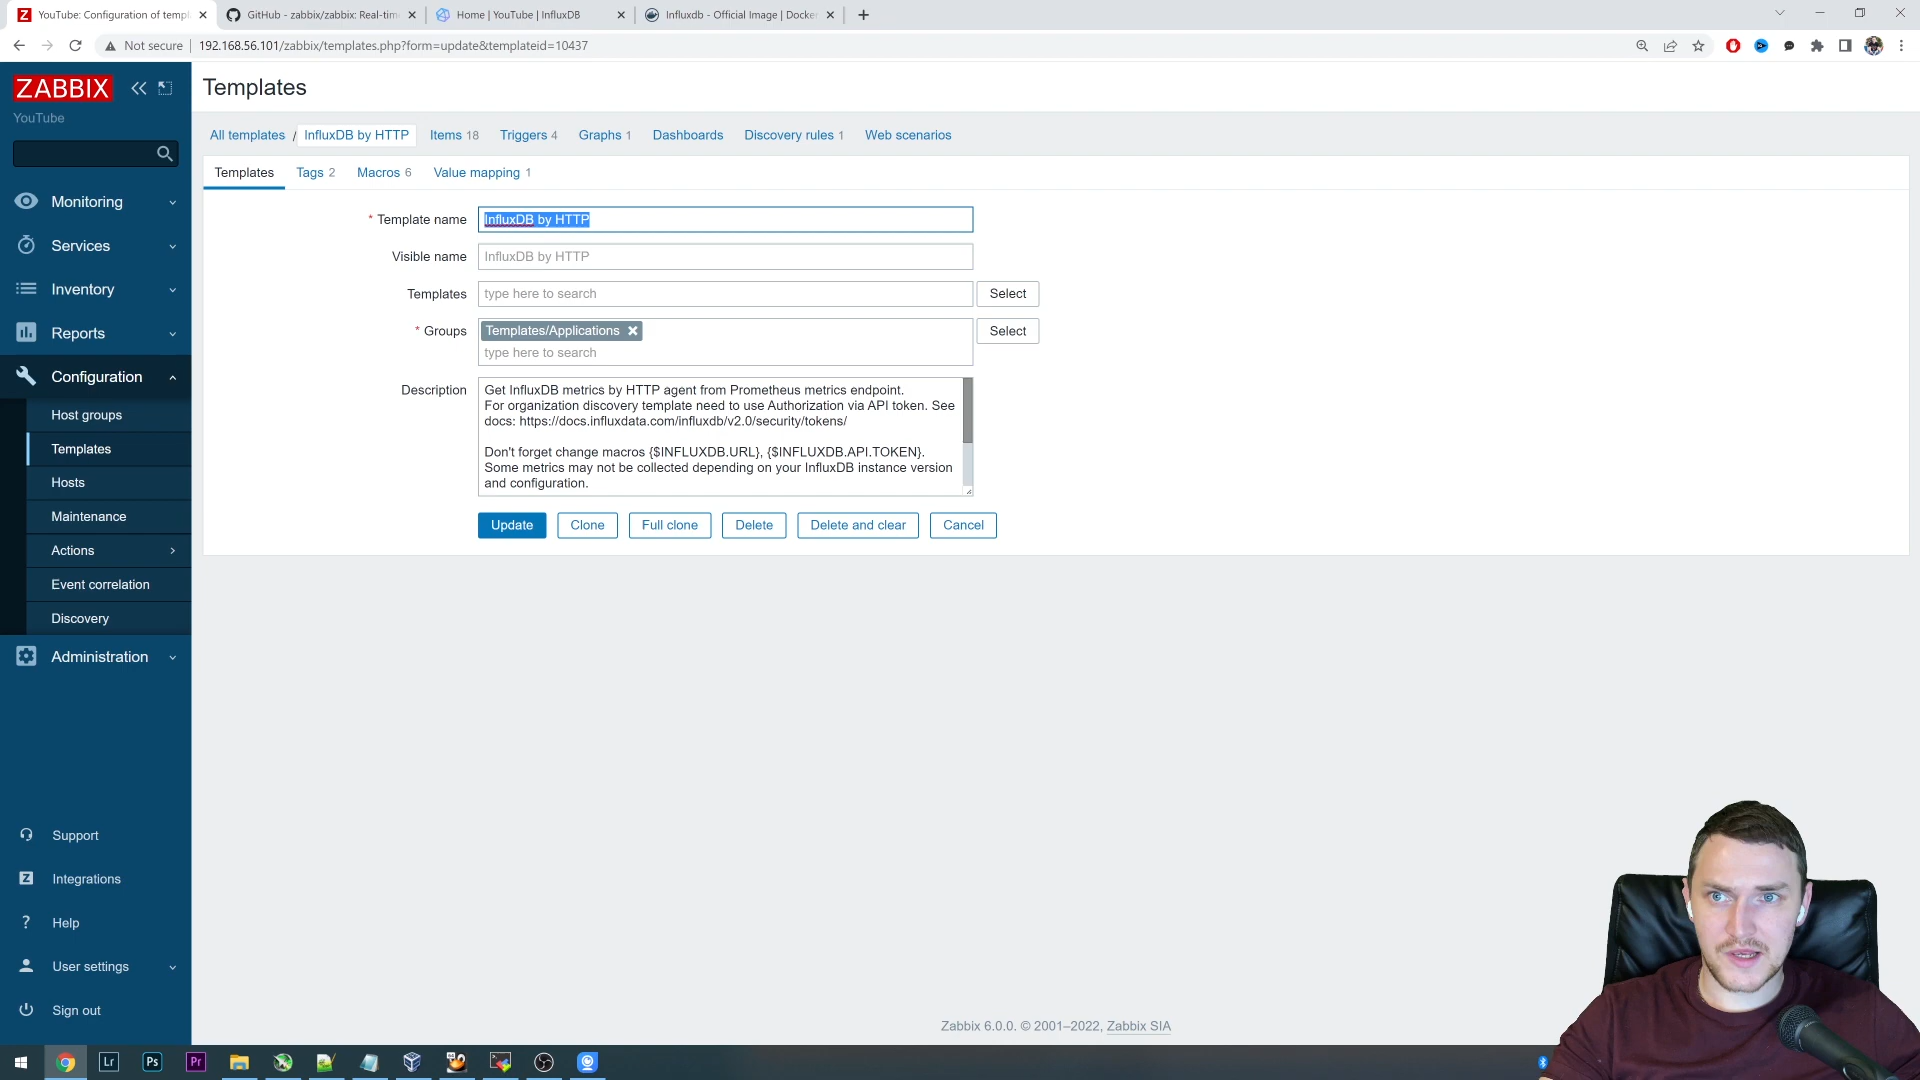 YouTube: Configuration of templ
GitHub - zabbix/zabbix: Real-tim
Home | YouTube | InfluxDB
Influxdb - Official Image | Docker
Not secure
192.168.56.101/zabbix/templates.php?form=update&templateid=10437
ZABBIX
YouTube
Monitoring
Services
Inventory
Reports
Configuration
Host groups
Templates
Hosts
Maintenance
Actions
Event correlation
Discovery
Administration
Support
Integrations
Help
User settings
Sign out
Templates
All templates / InfluxDB by HTTP Items 18 Triggers 4 Graphs 1 Dashboards Discovery rules 1 Web scenarios
Templates Tags 2 Macros 6 Value mapping 1
* Template name InfluxDB by HTTP
Visible name InfluxDB by HTTP
Templates type here to search Select
* Groups Templates/Applications Select
type here to search
Description Get InfluxDB metrics by HTTP agent from Prometheus metrics endpoint.
For organization discovery template need to use Authorization via API token. See
docs: https://docs.influxdata.com/influxdb/v2.0/security/tokens/
Don't forget change macros {$INFLUXDB.URL}, {$INFLUXDB.API.TOKEN}.
Some metrics may not be collected depending on your InfluxDB instance version
and configuration.
Update Clone Full clone Delete Delete and clear Cancel
Zabbix 6.0.0. © 2001–2022, Zabbix SIA
Lr Ps Pr